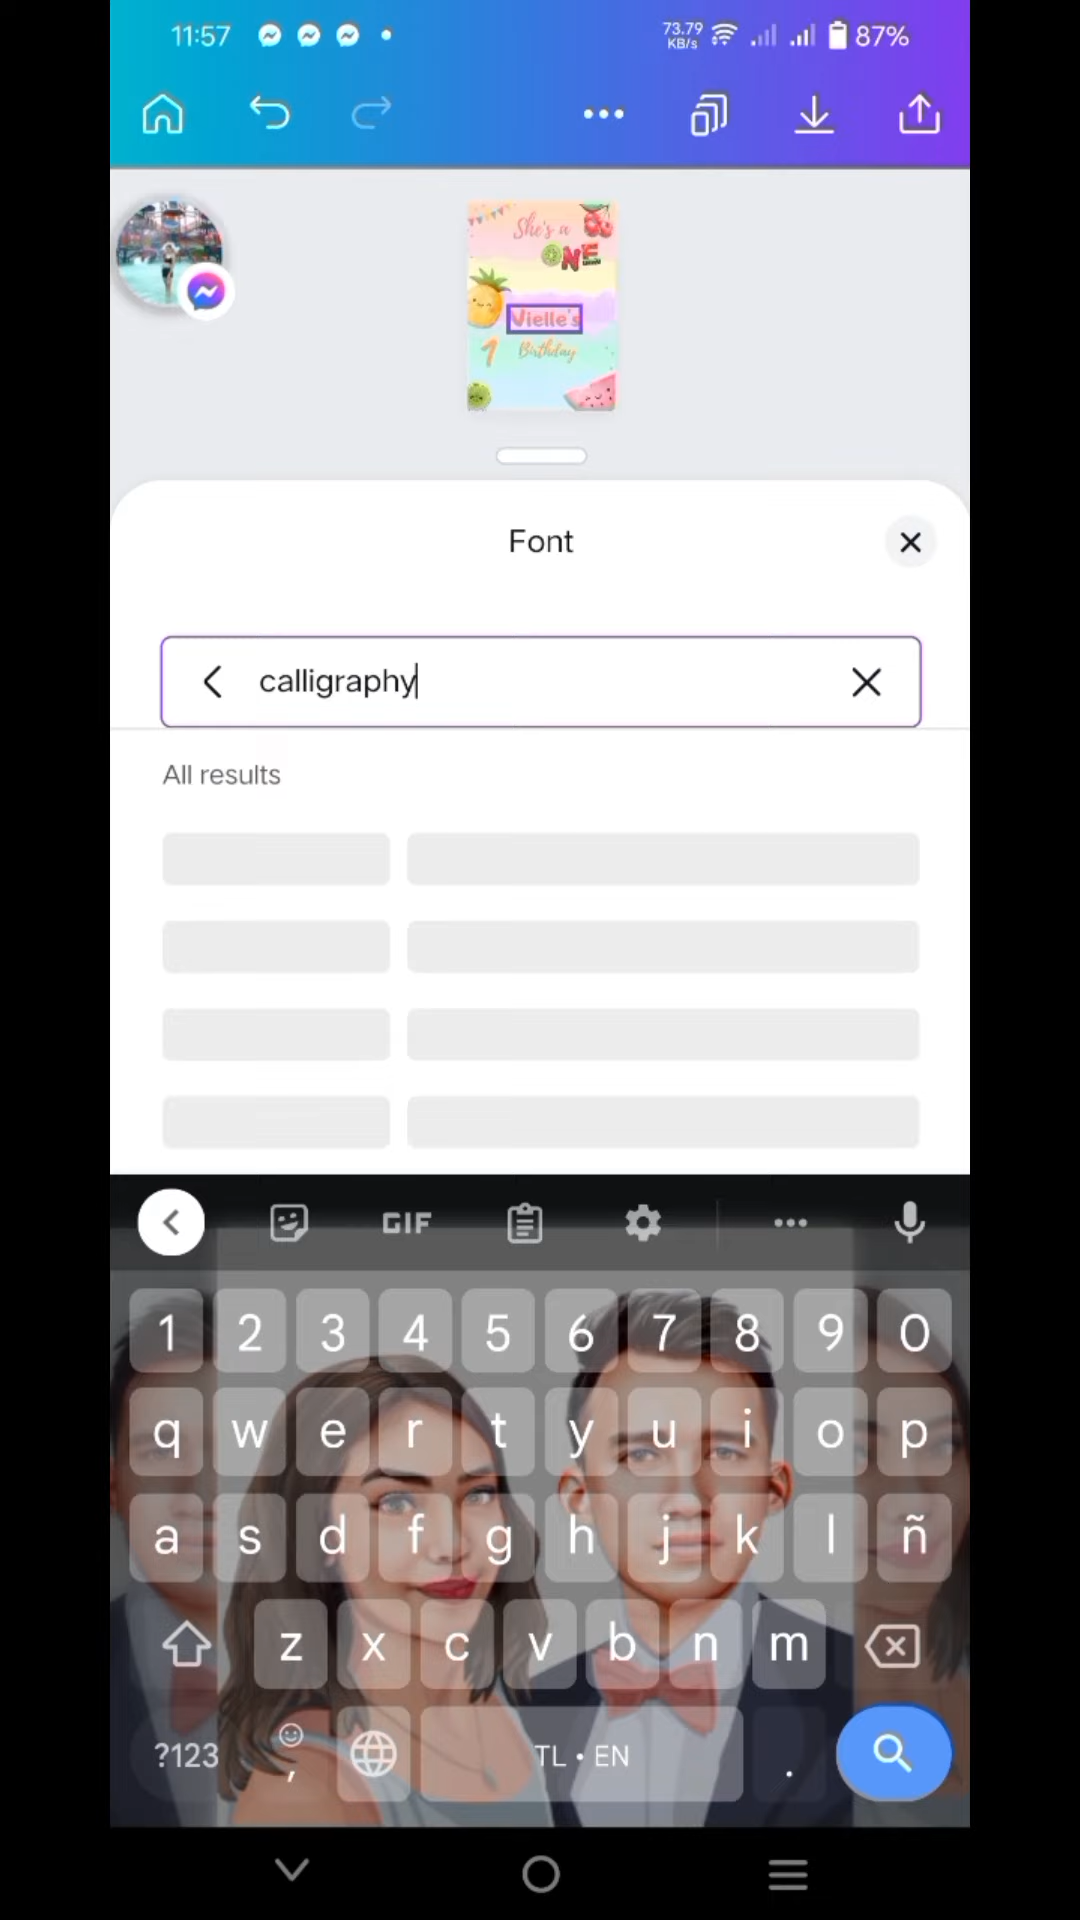 11:57
73.79
KB/s
87%
She's a
ONE
Vielle's
1
Birthday
Font
calligraphy
All results
GIF
1 2 3 4 5 6 7 8 9 0
q w e r t y u i o p
a s d f g h j k l ñ
z x c v b n m
?123 , TL • EN .